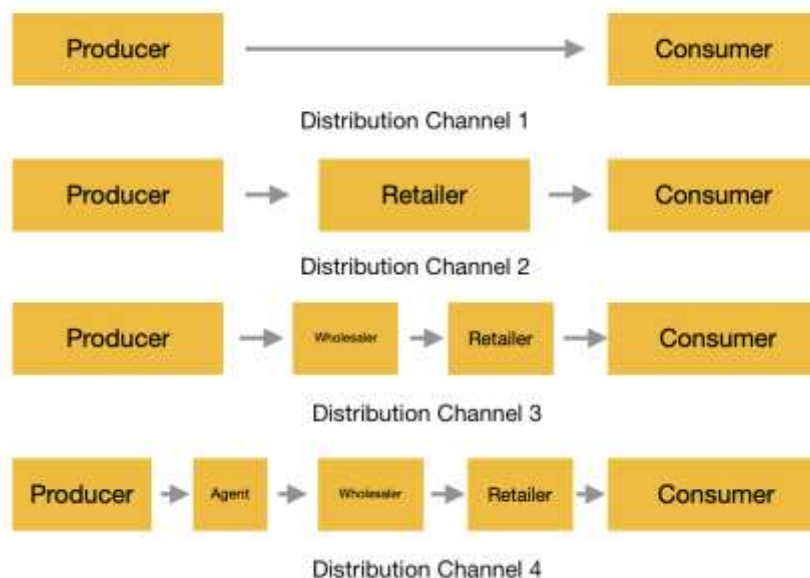 Producer Consumer
Distribution Channel 1
Producer Retailer Consumer
Distribution Channel 2
Producer Wholesaler Retailer Consumer
Distribution Channel 3
Producer Agent Wholesaler Retailer Consumer
Distribution Channel 4